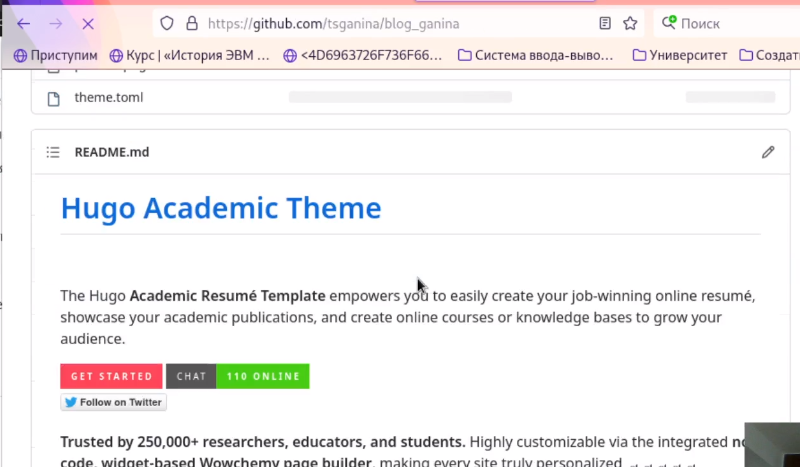 https://github.com/tsganina/blog_ganina
Поиск
Приступим
Курс | «История ЭВМ ...
<4D6963726F736F66...
Система ввода-выво...
Университет
Создат
theme.toml
README.md
Hugo Academic Theme
The Hugo Academic Resumé Template empowers you to easily create your job-winning online resumé,
showcase your academic publications, and create online courses or knowledge bases to grow your
audience.
GET STARTED CHAT 110 ONLINE
Follow on Twitter
Trusted by 250,000+ researchers, educators, and students. Highly customizable via the integrated
code, widget-based Wowchemy page builder, making every site truly personalized